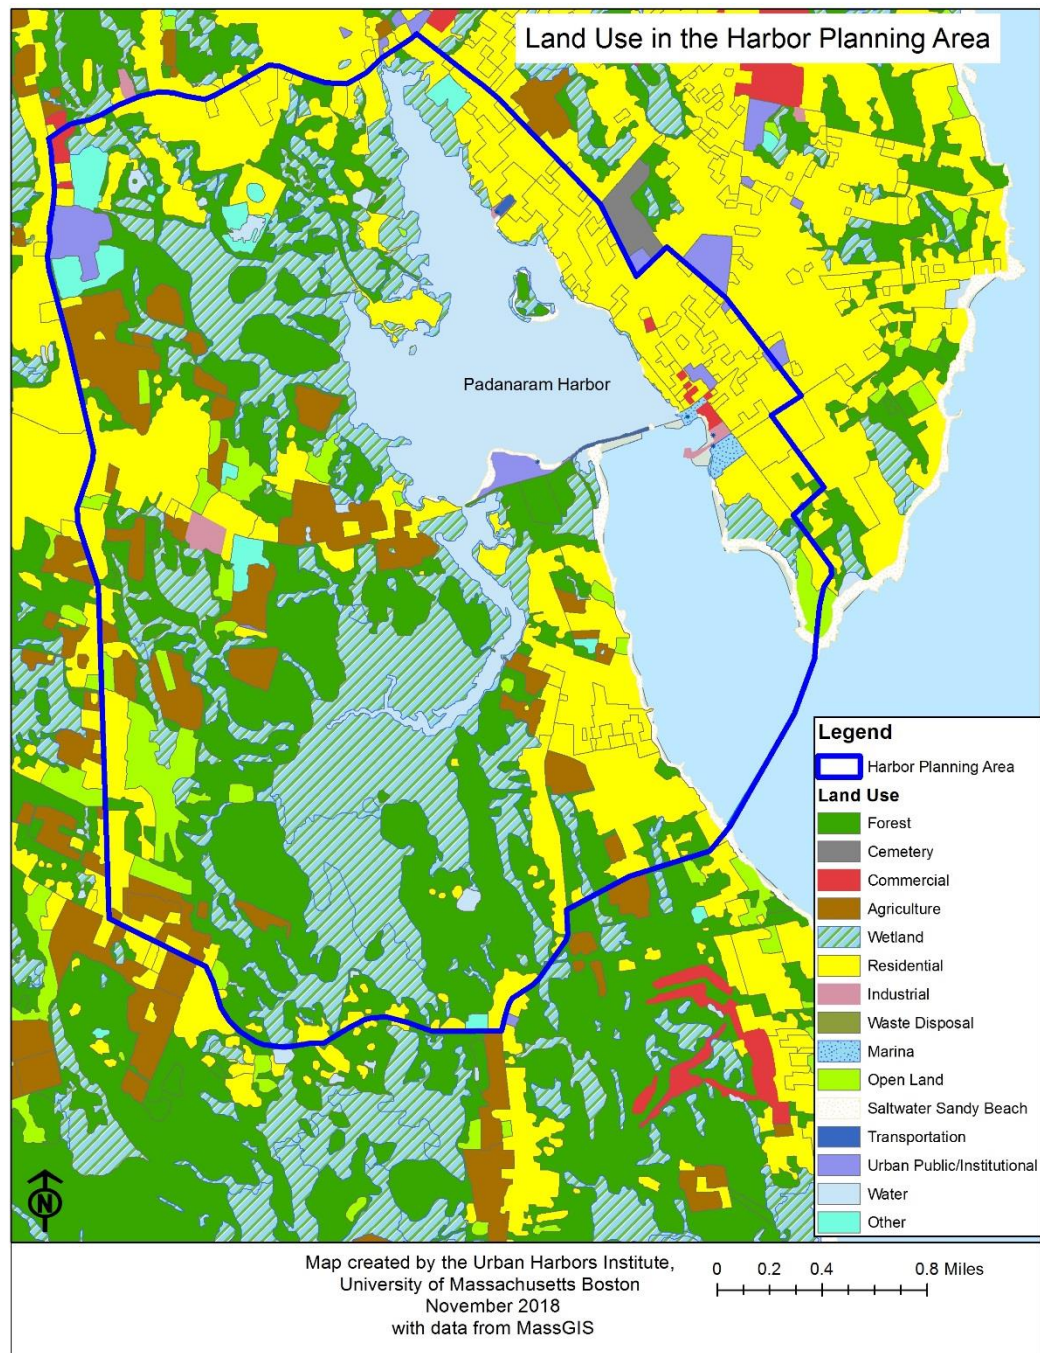 Land Use in the Harbor Planning Area
Padanaram Harbor
Legend
Harbor Planning Area
Land Use
Forest
Cemetery
Commercial
Agriculture
Wetland
Residential
Industrial
Waste Disposal
Marina
Open Land
Saltwater Sandy Beach
Transportation
Urban Public/Institutional
Water
Other
N
Map created by the Urban Harbors Institute,
University of Massachusetts Boston
November 2018
with data from MassGIS
0 0.2 0.4 0.8 Miles